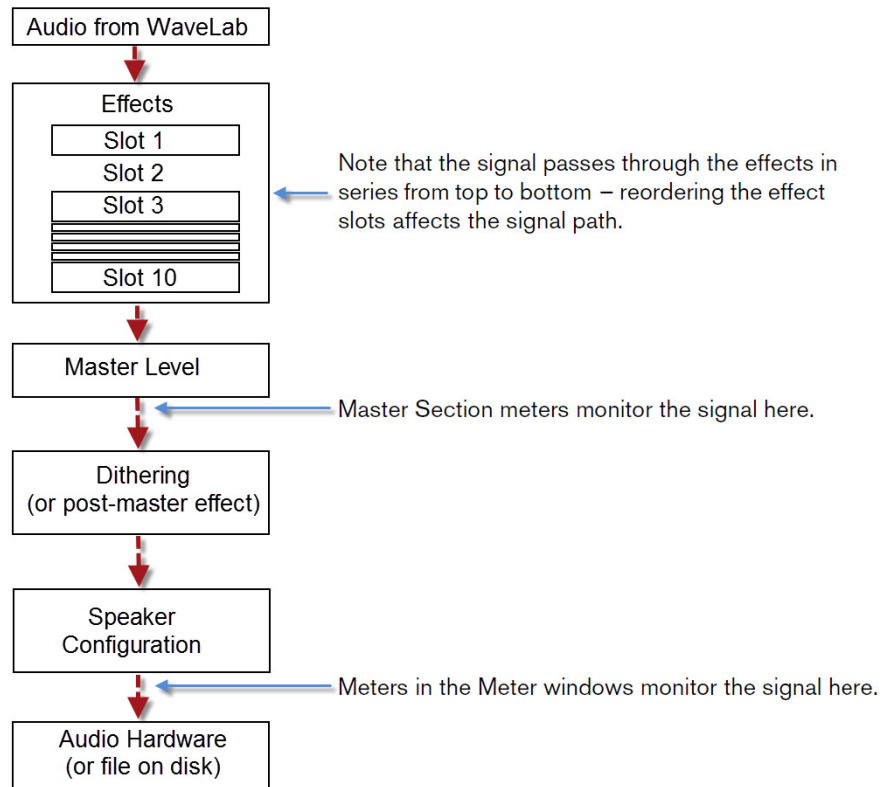 Audio from WaveLab
Effects
Slot 1
Slot 2
Slot 3
Slot 10
Note that the signal passes through the effects in
series from top to bottom – reordering the effect
slots affects the signal path.
Master Level
Master Section meters monitor the signal here.
Dithering
(or post-master effect)
Speaker
Configuration
Meters in the Meter windows monitor the signal here.
Audio Hardware
(or file on disk)